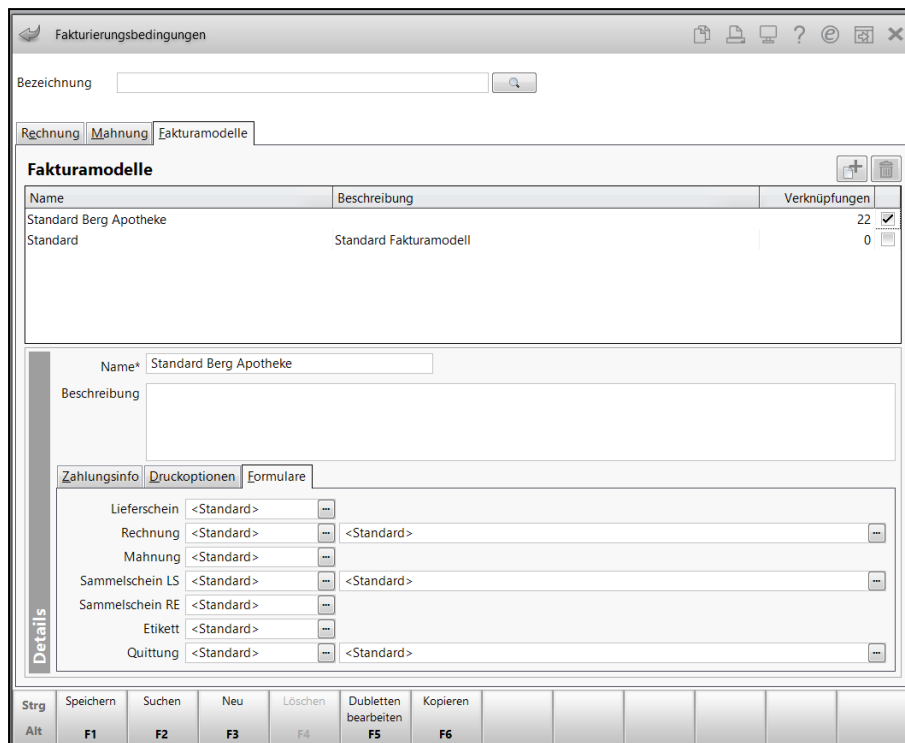 Fakturierungsbedingungen
Bezeichnung
Rechnung Mahnung Fakturamodelle
Fakturamodelle
Name Beschreibung Verknüpfungen
Standard Berg Apotheke 22
Standard Standard Fakturamodell 0
Details
Name* Standard Berg Apotheke
Beschreibung
Zahlungsinfo Druckoptionen Formulare
Lieferschein <Standard> ...
Rechnung <Standard> ... <Standard> ...
Mahnung <Standard> ...
Sammelschein LS <Standard> ... <Standard> ...
Sammelschein RE <Standard> ...
Etikett <Standard> ...
Quittung <Standard> ... <Standard> ...
Strg Speichern Suchen Neu Löschen Dubletten Kopieren
bearbeiten
Alt F1 F2 F3 F4 F5 F6